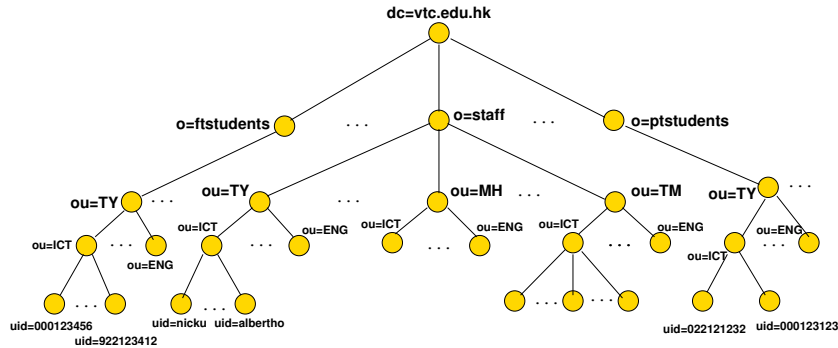 dc=vtc.edu.hk
o=ftstudents
. . .
o=staff
. . .
o=ptstudents
ou=TY
. . .
ou=TY
. . .
ou=MH
. . .
ou=TM
ou=TY
. . .
ou=ICT
. . .
ou=ENG
ou=ICT
. . .
ou=ENG
ou=ICT
. . .
ou=ENG
ou=ICT
. . .
ou=ENG
ou=ICT
. . .
ou=ENG
. . .
. . .
. . .
. . .
. . .
uid=000123456
uid=922123412
uid=nicku
uid=albertho
uid=022121232
uid=000123123